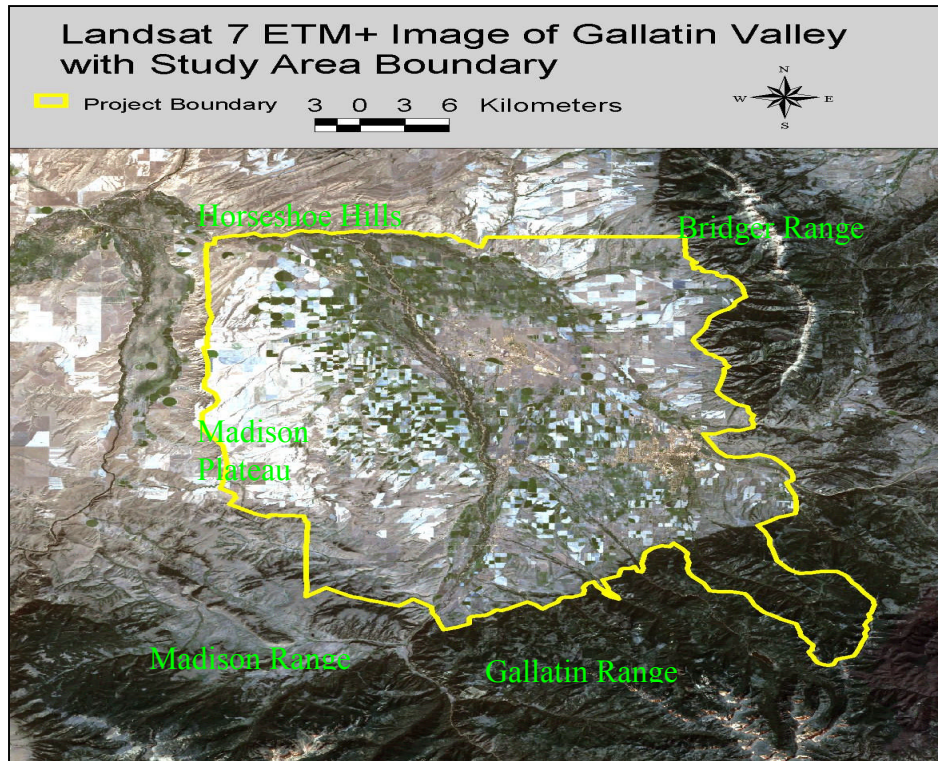 Landsat 7 ETM+ Image of Gallatin Valley
with Study Area Boundary
Project Boundary
3 0 3 6 Kilometers
N
W E
S
Horseshoe Hills
Bridger Range
Madison
Plateau
Madison Range
Gallatin Range